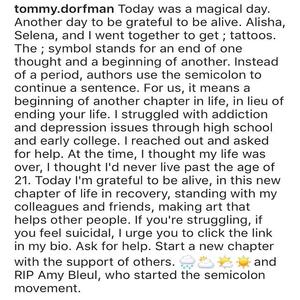 tommy.dorfman Today was a magical day.
Another day to be grateful to be alive. Alisha,
Selena, and I went together to get ; tattoos.
The ; symbol stands for an end of one
thought and a beginning of another. Instead
of a period, authors use the semicolon to
continue a sentence. For us, it means a
beginning of another chapter in life, in lieu of
ending your life. I struggled with addiction
and depression issues through high school
and early college. I reached out and asked
for help. At the time, I thought my life was
over, I thought I'd never live past the age of
21. Today I'm grateful to be alive, in this new
chapter of life in recovery, standing with my
colleagues and friends, making art that
helps other people. If you're struggling, if
you feel suicidal, I urge you to click the link
in my bio. Ask for help. Start a new chapter
with the support of others. 🌧️🌥️🌤️☀️ and
RIP Amy Bleul, who started the semicolon
movement.